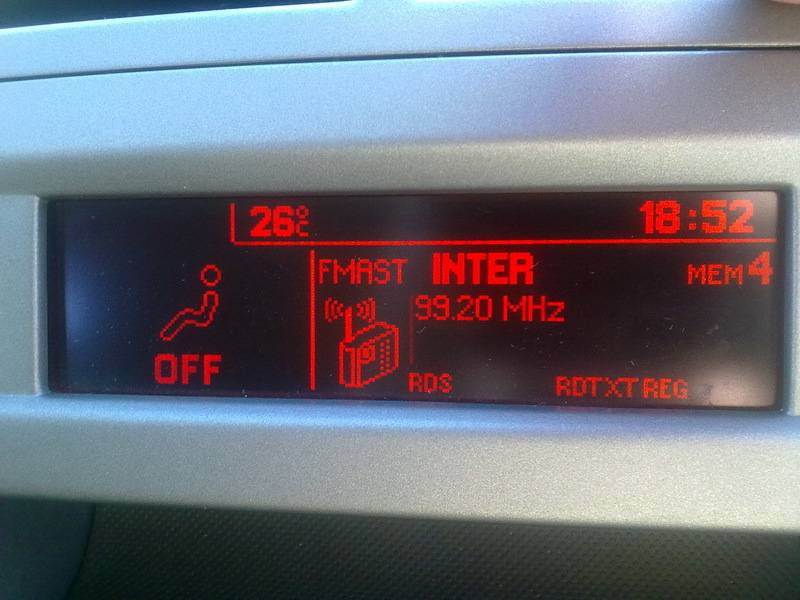 26°C 18:52
FMAST INTER MEM 4
99.20 MHz
OFF
RDS RDTXT REG